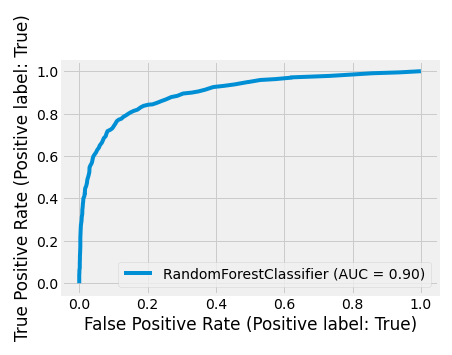 True Positive Rate (Positive label: True)
1.0
0.8
0.6
0.4
0.2
0.0
RandomForestClassifier (AUC = 0.90)
0.0 0.2 0.4 0.6 0.8 1.0
False Positive Rate (Positive label: True)